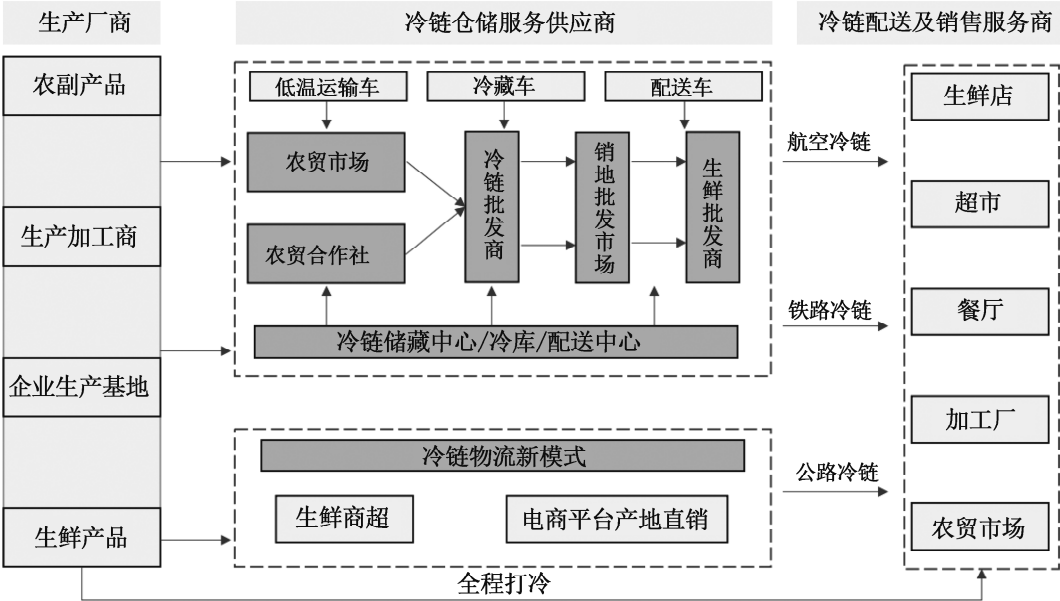 生产厂商
冷链仓储服务供应商
冷链配送及销售服务商
农副产品
生产加工商
企业生产基地
生鲜产品
低温运输车
冷藏车
配送车
农贸市场
农贸合作社
冷链批发商
销地批发市场
生鲜批发商
冷链储藏中心/冷库/配送中心
冷链物流新模式
生鲜商超
电商平台产地直销
航空冷链
铁路冷链
公路冷链
生鲜店
超市
餐厅
加工厂
农贸市场
全程打冷